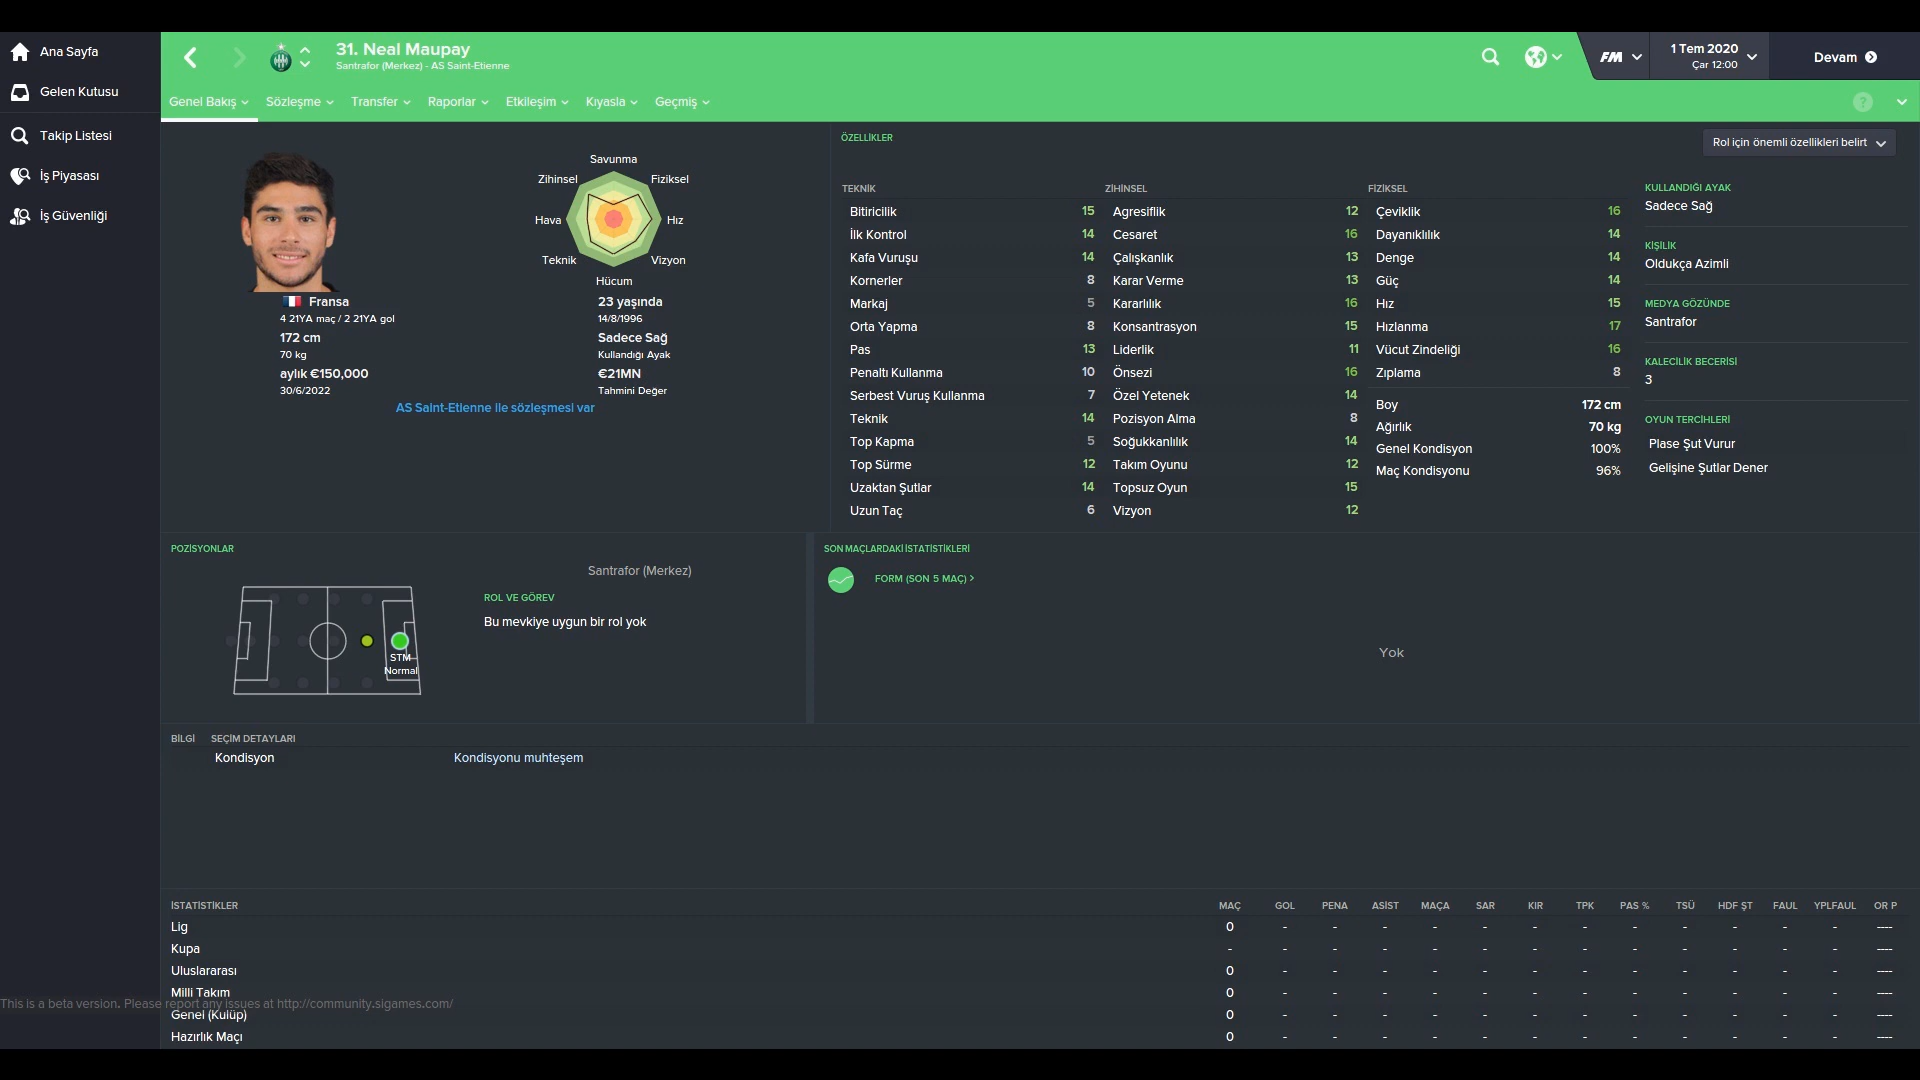 Ana Sayfa
Gelen Kutusu
Takip Listesi
İş Piyasası
İş Güvenliği
31. Neal Maupay
Santrafor (Merkez) - AS Saint-Etienne
FM
1 Tem 2020
Çar 12:00
Devam
Genel Bakış Sözleşme Transfer Raporlar Etkileşim Kıyasla Geçmiş
?
Savunma
Zihinsel Fiziksel
Hava Hız
Teknik Vizyon
Hücum
Fransa
4 21YA maç / 2 21YA gol
172 cm
70 kg
aylık €150,000
30/6/2022
23 yaşında
14/8/1996
Sadece Sağ
Kullandığı Ayak
€21MN
Tahmini Değer
AS Saint-Etienne ile sözleşmesi var
ÖZELLİKLER
Rol için önemli özellikleri belirt
TEKNİK
Bitiricilik 15
İlk Kontrol 14
Kafa Vuruşu 14
Kornerler 8
Markaj 5
Orta Yapma 8
Pas 13
Penaltı Kullanma 10
Serbest Vuruş Kullanma 7
Teknik 14
Top Kapma 5
Top Sürme 12
Uzaktan Şutlar 14
Uzun Taç 6
ZİHİNSEL
Agresiflik 12
Cesaret 16
Çalışkanlık 13
Karar Verme 13
Kararlılık 16
Konsantrasyon 15
Liderlik 11
Önsezi 16
Özel Yetenek 14
Pozisyon Alma 8
Soğukkanlılık 14
Takım Oyunu 12
Topsuz Oyun 15
Vizyon 12
FİZİKSEL
Çeviklik 16
Dayanıklılık 14
Denge 14
Güç 14
Hız 15
Hızlanma 17
Vücut Zindeliği 16
Zıplama 8
Boy 172 cm
Ağırlık 70 kg
Genel Kondisyon 100%
Maç Kondisyonu 96%
KULLANDIĞI AYAK
Sadece Sağ
KİŞİLİK
Oldukça Azimli
MEDYA GÖZÜNDE
Santrafor
KALECİLİK BECERİSİ
3
OYUN TERCİHLERİ
Plase Şut Vurur
Gelişine Şutlar Dener
POZİSYONLAR
STM
Normal
Santrafor (Merkez)
ROL VE GÖREV
Bu mevkiye uygun bir rol yok
SON MAÇLARDAKİ İSTATİSTİKLERİ
FORM (SON 5 MAÇ) >
Yok
BİLGİ SEÇİM DETAYLARI
Kondisyon Kondisyonu muhteşem
İSTATİSTİKLER MAÇ GOL PENA ASİST MAÇA SAR KIR TPK PAS % TSÜ HDF ŞT FAUL YPLFAUL OR P
Lig 0 - - - - - - - - - - - - ----
Kupa - - - - - - - - - - - - - ----
Uluslararası 0 - - - - - - - - - - - - ----
Milli Takım 0 - - - - - - - - - - - - ----
This is a beta version. Please report any issues at http://community.sigames.com/
Genel (Kulüp) 0 - - - - - - - - - - - - ----
Hazırlık Maçı 0 - - - - - - - - - - - - ----